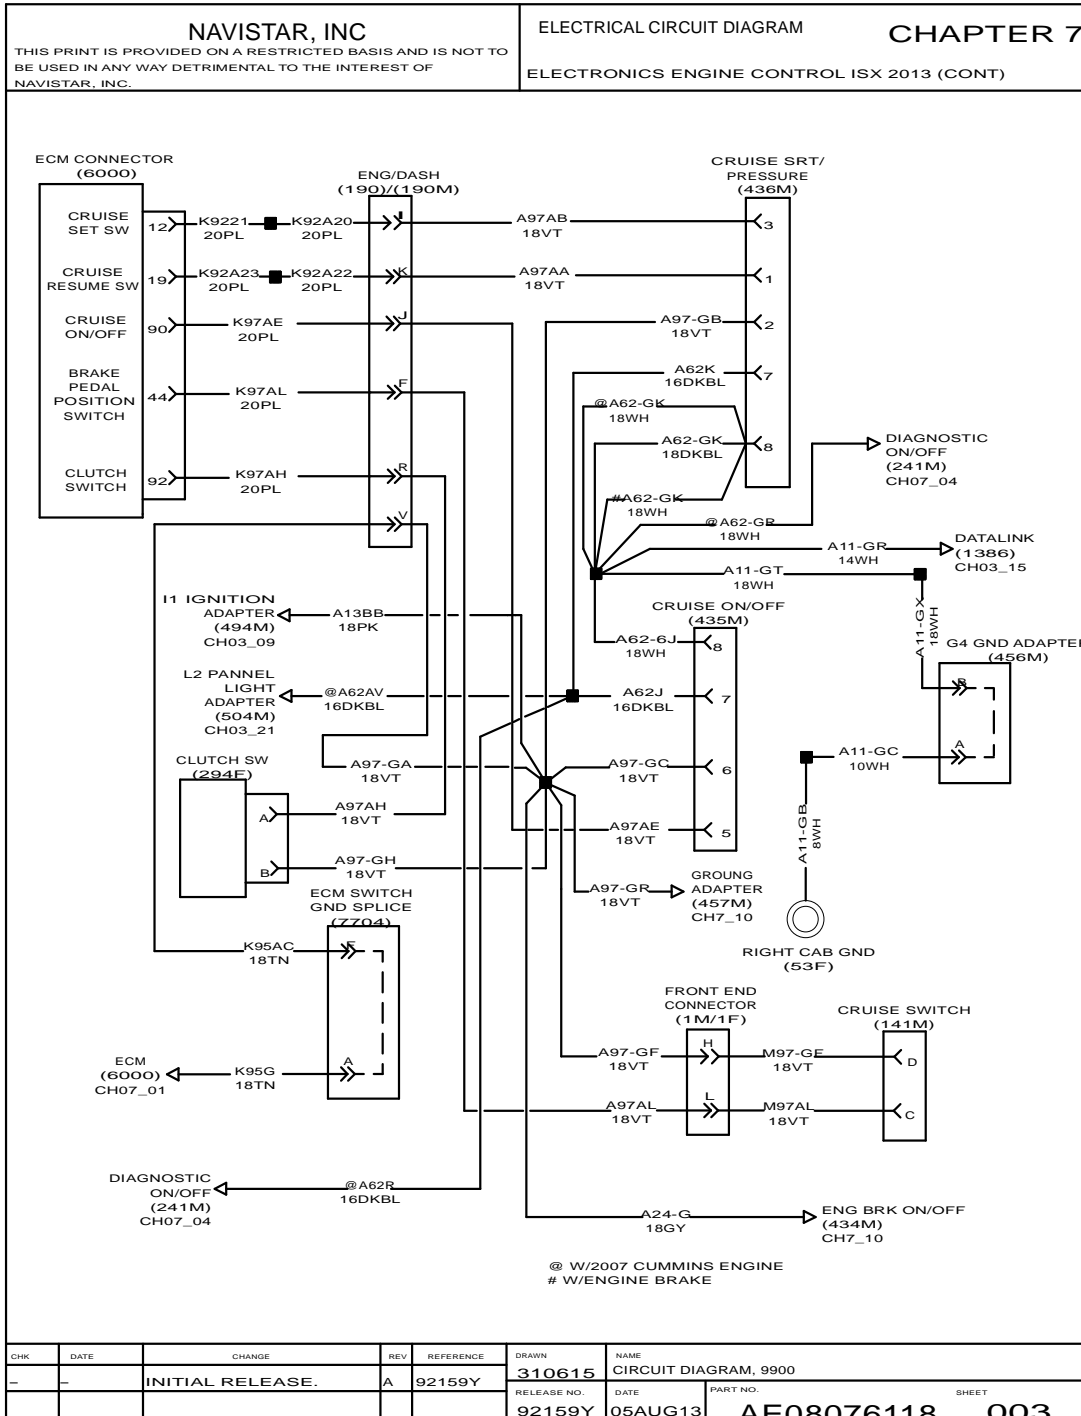 NAVISTAR, INC
THIS PRINT IS PROVIDED ON A RESTRICTED BASIS AND IS NOT TO
BE USED IN ANY WAY DETRIMENTAL TO THE INTEREST OF
NAVISTAR, INC.
ELECTRICAL CIRCUIT DIAGRAM
CHAPTER 7
ELECTRONICS ENGINE CONTROL ISX 2013 (CONT)
ECM CONNECTOR
(6000)
CRUISE
SET SW
12
CRUISE
RESUME SW
19
CRUISE
ON/OFF
90
BRAKE
PEDAL
POSITION
SWITCH
44
CLUTCH
SWITCH
92
K9221
20PL
K92A20
20PL
K92A23
20PL
K92A22
20PL
K97AE
20PL
K97AL
20PL
K97AH
20PL
ENG/DASH
(190)/(190M)
I
K
J
F
R
V
A97AB
18VT
A97AA
18VT
CRUISE SRT/
PRESSURE
(436M)
3
1
2
7
8
A97-GB
18VT
A62K
16DKBL
@A62-GK
18WH
A62-GK
18DKBL
#A62-GK
18WH
@A62-GR
18WH
DIAGNOSTIC
ON/OFF
(241M)
CH07_04
A11-GR
14WH
DATALINK
(1386)
CH03_15
A11-GT
18WH
A11-GX
18WH
G4 GND ADAPTER
(456M)
B
A
A11-GC
10WH
A11-GB
8WH
RIGHT CAB GND
(53F)
I1 IGNITION
ADAPTER
(494M)
CH03_09
A13BB
18PK
L2 PANNEL
LIGHT
ADAPTER
(504M)
CH03_21
@A62AV
16DKBL
CRUISE ON/OFF
(435M)
8
7
6
5
A62-6J
18WH
A62J
16DKBL
A97-GC
18VT
A97AE
18VT
A97-GA
18VT
CLUTCH SW
(294F)
A
B
A97AH
18VT
A97-GH
18VT
A97-GR
18VT
GROUNG
ADAPTER
(457M)
CH7_10
ECM SWITCH
GND SPLICE
(7704)
K95AC
18TN
E
A
K95G
18TN
ECM
(6000)
CH07_01
FRONT END
CONNECTOR
(1M/1F)
H
L
A97-GF
18VT
A97AL
18VT
M97-GF
18VT
M97AL
18VT
CRUISE SWITCH
(141M)
D
C
DIAGNOSTIC
ON/OFF
(241M)
CH07_04
@A62R
16DKBL
A24-G
18GY
ENG BRK ON/OFF
(434M)
CH7_10
@ W/2007 CUMMINS ENGINE
# W/ENGINE BRAKE
CHK DATE CHANGE REV REFERENCE
– – INITIAL RELEASE. A 92159Y
DRAWN
310615
NAME
CIRCUIT DIAGRAM, 9900
RELEASE NO.
92159Y
DATE
05AUG13
PART NO.
AE08076118
SHEET
003